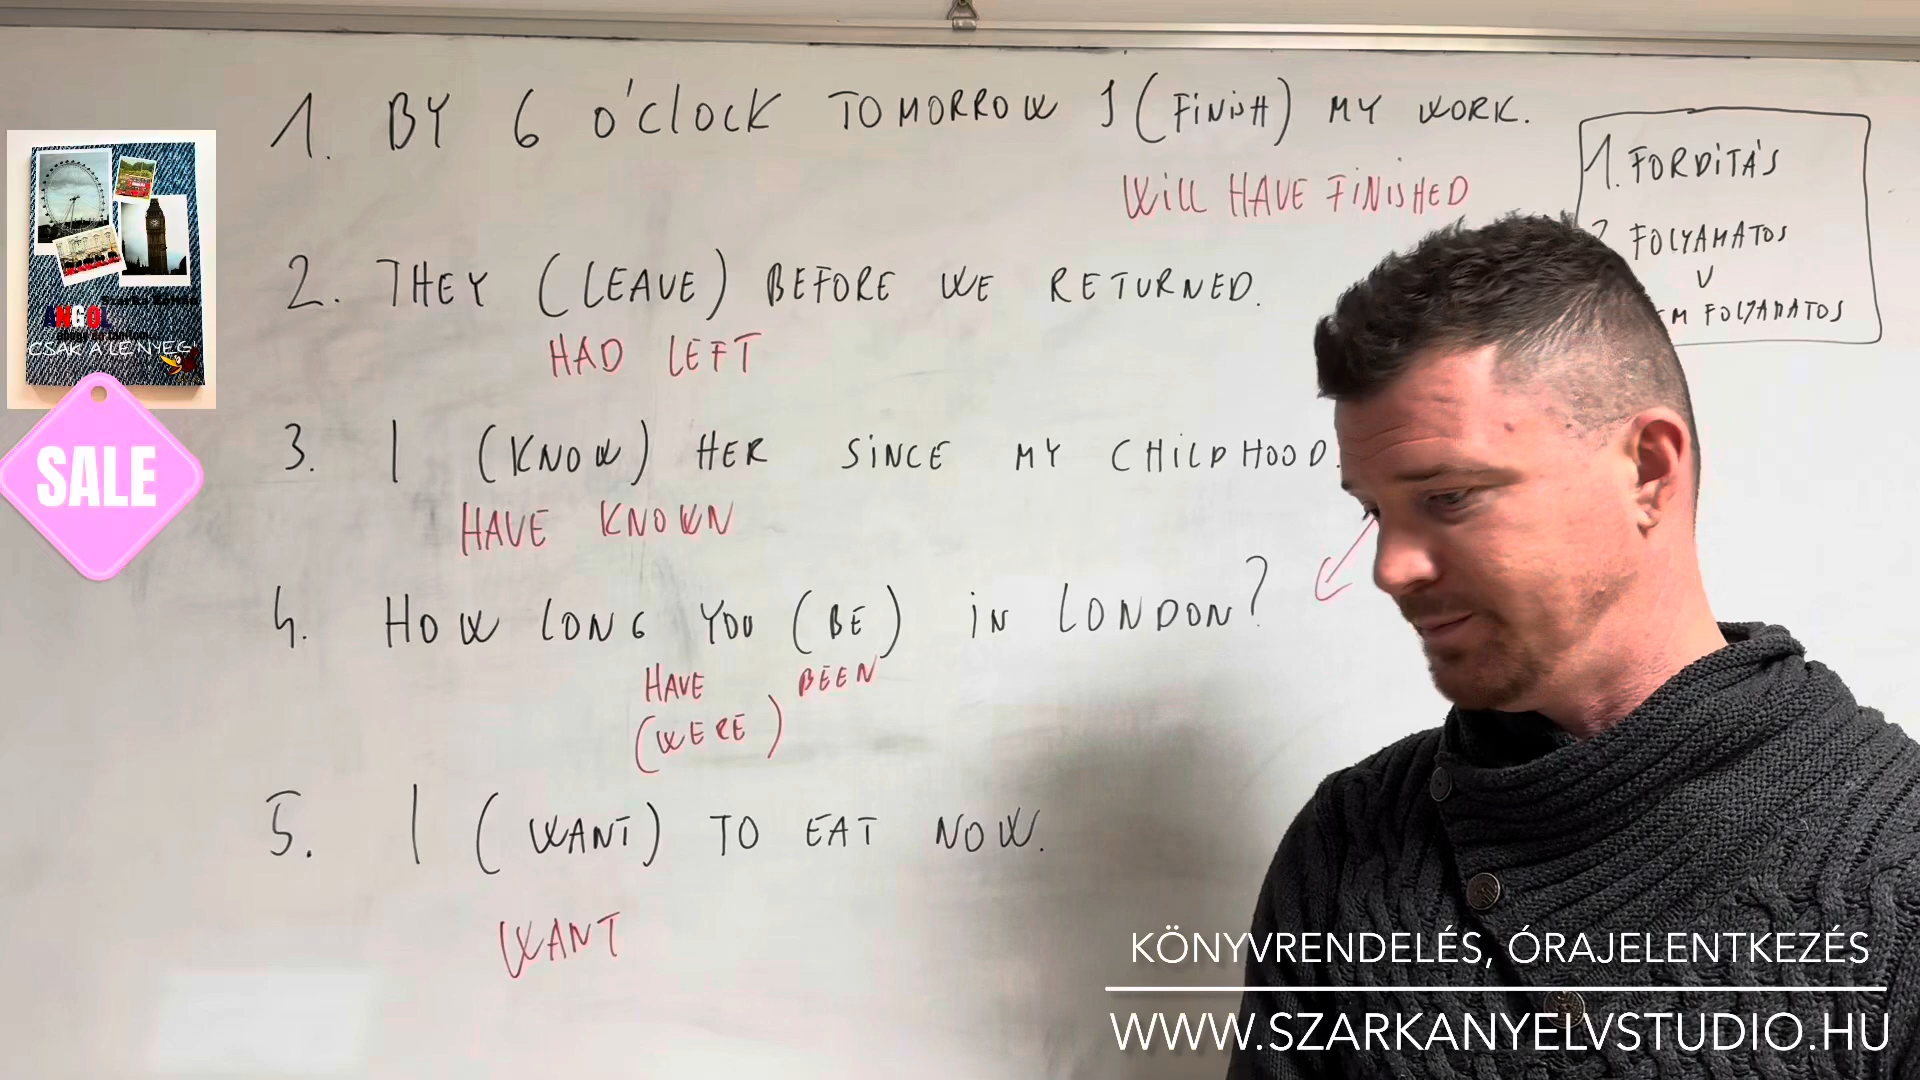 1. BY 6 O'CLOCK TOMORROW I (FINISH) MY WORK.
WILL HAVE FINISHED
2. THEY (LEAVE) BEFORE WE RETURNED.
HAD LEFT
3. I (KNOW) HER SINCE MY CHILDHOOD.
HAVE KNOWN
4. HOW LONG YOU (BE) IN LONDON?
HAVE BEEN
(WERE)
5. I (WANT) TO EAT NOW.
WANT
1. FORDÍTÁS
2 FOLYAMATOS
V
EM FOLYAMATOS
ANGOL
CSAK A LÉNYEG
SALE
KÖNYVRENDELÉS, ÓRAJELENTKEZÉS
WWW.SZARKANYELVSTUDIO.HU